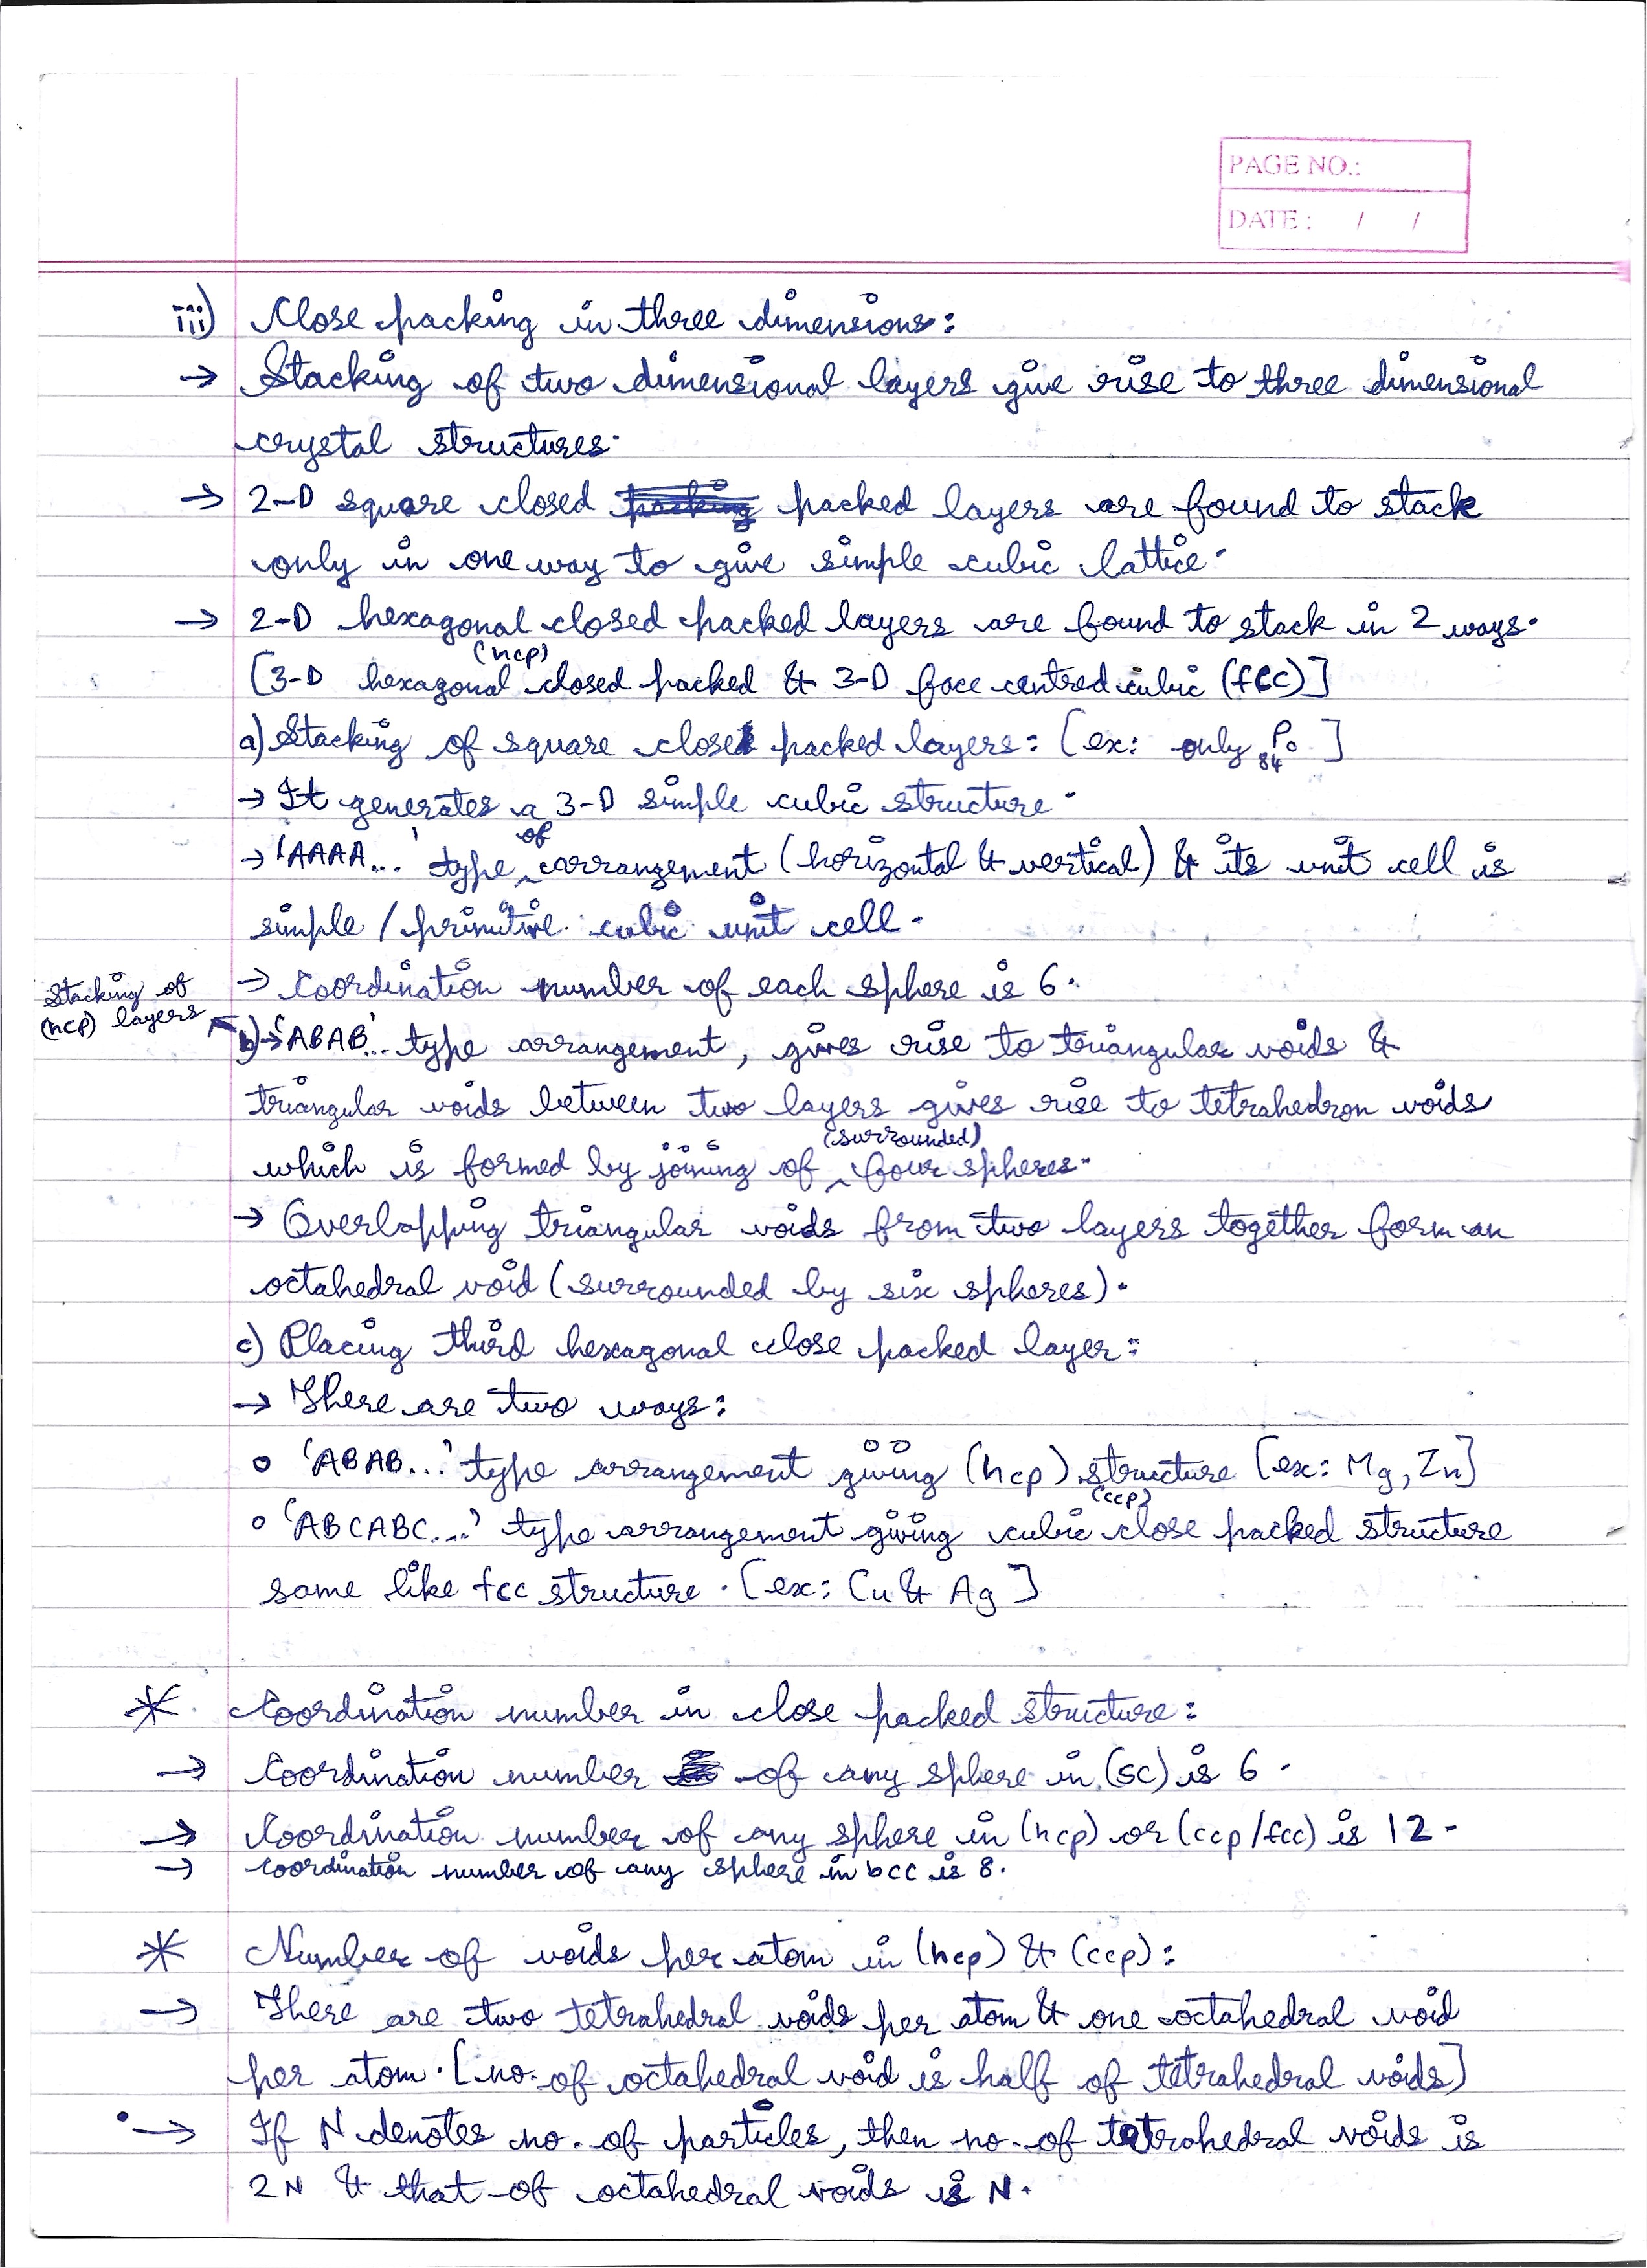 PAGE NO.:
DATE : / /
iii) Close packing in three dimensions:
→ Stacking of two dimensional layers give rise to three dimensional
crystal structures.
→ 2-D square closed packed layers are found to stack
only in one way to give simple cubic lattice.
→ 2-D hexagonal closed packed layers are found to stack in 2 ways.
(hcp)
[3-D hexagonal closed packed & 3-D face centred cubic (fcc)]
a) Stacking of square close packed layers: [ex: only 84Po]
→ It generates a 3-D simple cubic structure.
→ 'AAAA...' type of arrangement (horizontal & vertical) & its unit cell is
simple / primitive cubic unit cell.
→ Coordination number of each sphere is 6.
Stacking of
(hcp) layers
b) → 'ABAB'... type arrangement, gives rise to triangular voids &
triangular voids between two layers gives rise to tetrahedron voids
(surrounded)
which is formed by joining of four spheres.
→ Overlapping triangular voids from two layers together form an
octahedral void (surrounded by six spheres).
c) Placing third hexagonal close packed layer:
→ There are two ways:
o 'ABAB...' type arrangement giving (hcp) structure [ex: Mg, Zn]
(ccp)
o 'ABCABC....' type arrangement giving cubic close packed structure
same like fcc structure. [ex: Cu & Ag]
* Coordination number in close packed structure:
→ Coordination number of any sphere in (sc) is 6.
→ Coordination number of any sphere in (hcp) or (ccp/fcc) is 12.
→ Coordination number of any sphere in bcc is 8.
* Number of voids per atom in (hcp) & (ccp):
→ There are two tetrahedral voids per atom & one octahedral void
per atom. [no. of octahedral void is half of tetrahedral voids]
• → If N denotes no. of particles, then no. of tetrahedral voids is
2N & that of octahedral voids is N.